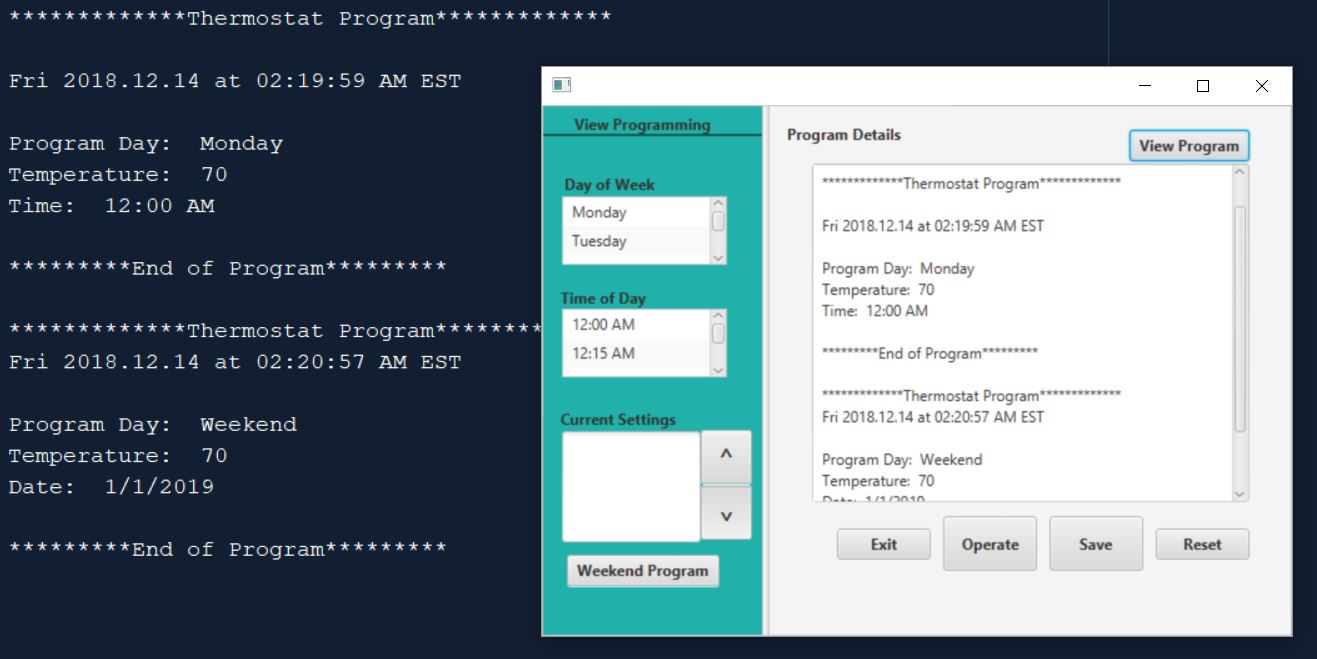 *************Thermostat Program*************
Fri 2018.12.14 at 02:19:59 AM EST
Program Day:  Monday
Temperature:  70
Time:  12:00 AM
*********End of Program*********
*************Thermostat Program********
Fri 2018.12.14 at 02:20:57 AM EST
Program Day:  Weekend
Temperature:  70
Date:  1/1/2019
*********End of Program*********
View Programming
Day of Week
Monday
Tuesday
Time of Day
12:00 AM
12:15 AM
Current Settings
^
v
Weekend Program
Program Details
View Program
*************Thermostat Program*************
Fri 2018.12.14 at 02:19:59 AM EST
Program Day:  Monday
Temperature:  70
Time:  12:00 AM
*********End of Program*********
*************Thermostat Program*************
Fri 2018.12.14 at 02:20:57 AM EST
Program Day:  Weekend
Temperature:  70
Date:  1/1/2019
Exit
Operate
Save
Reset